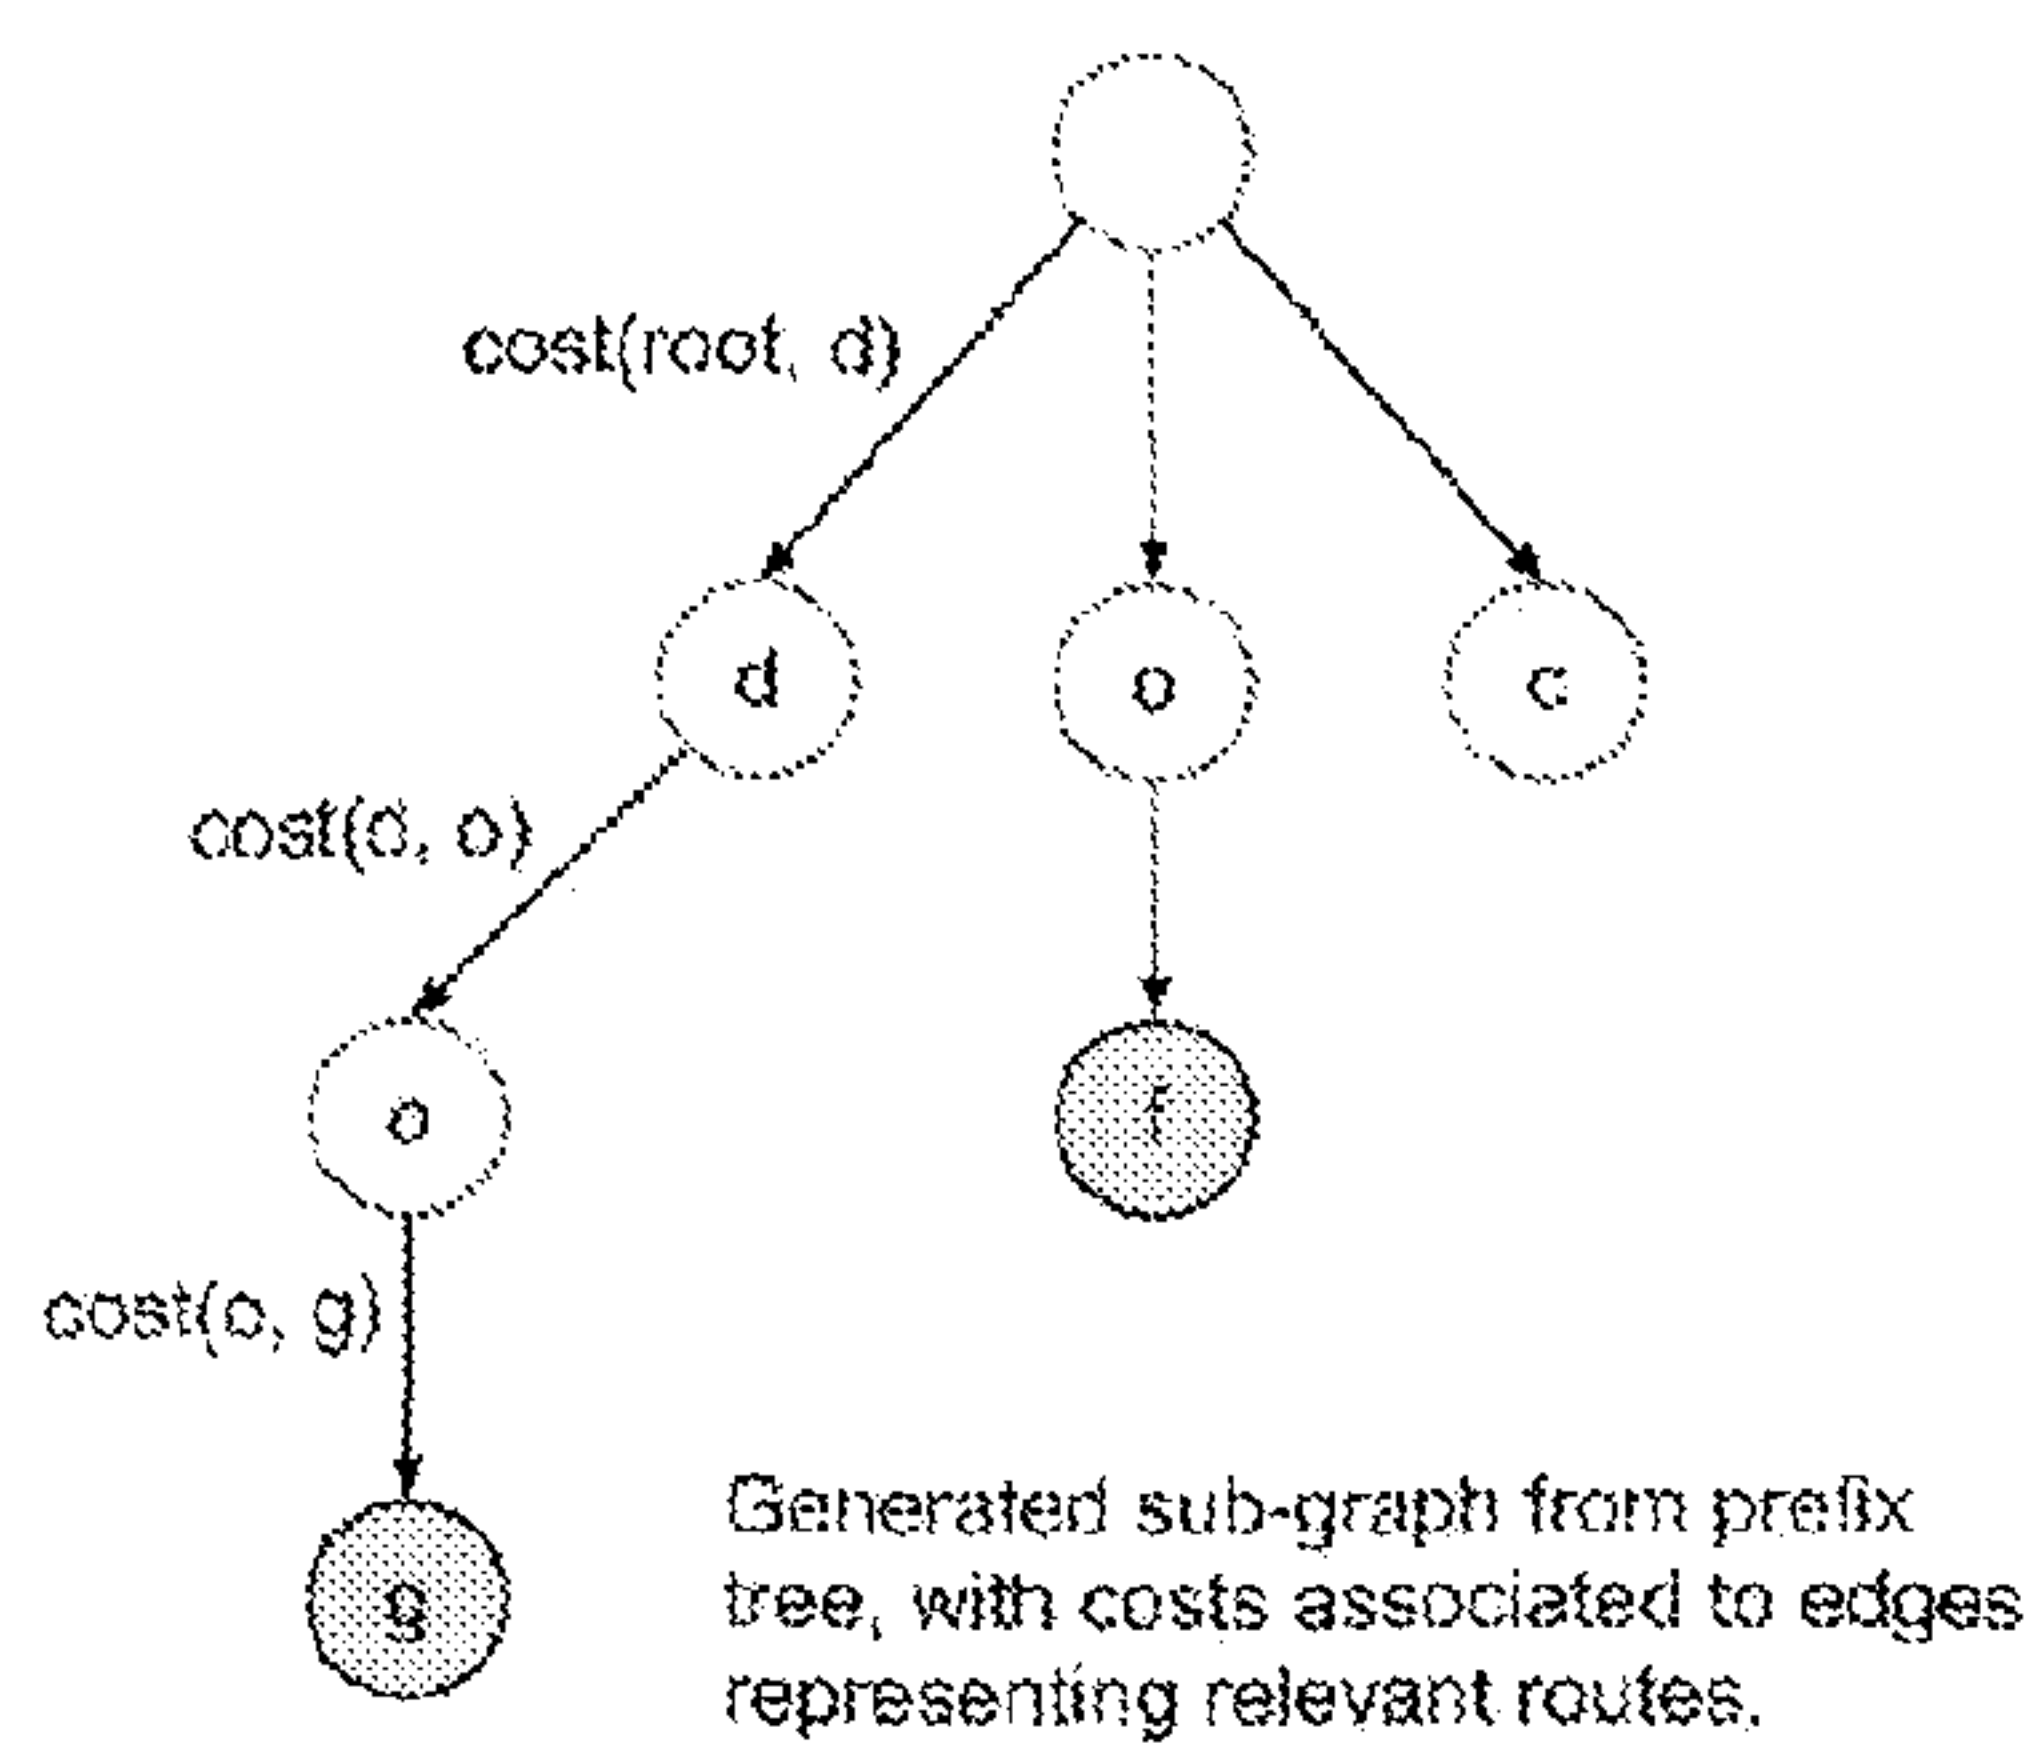 cost(root, d)
d
o
c
cost(d, o)
o
f
cost(o, g)
g
Generated sub-graph from prefix
tree, with costs associated to edges
representing relevant routes.